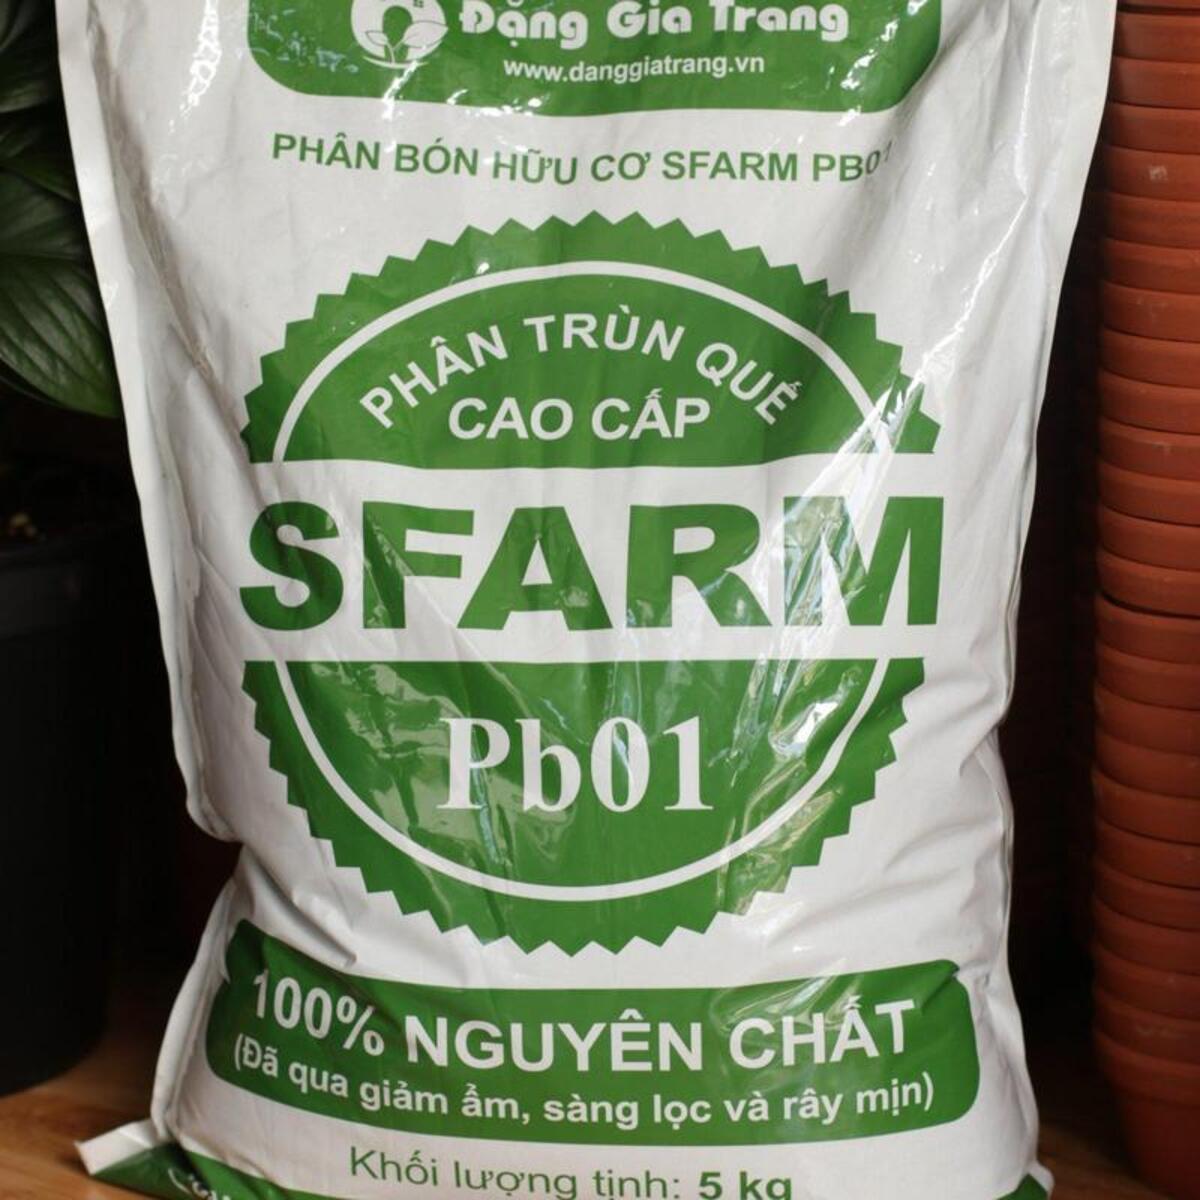 Đặng Gia Trang
www.danggiatrang.vn
PHÂN BÓN HỮU CƠ SFARM PB01
PHÂN TRÙN QUẾ
CAO CẤP
SFARM
Pb01
100% NGUYÊN CHẤT
(Đã qua giảm ẩm, sàng lọc và rây mịn)
Khối lượng tịnh: 5 kg